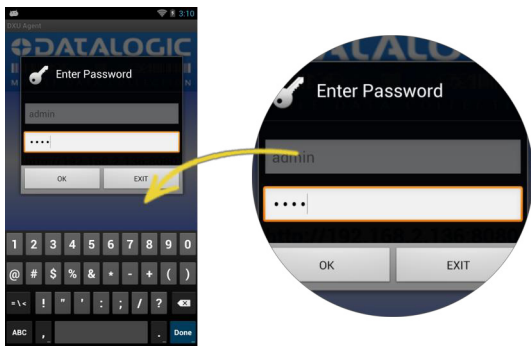 3:10
DXU Agent
DATALOGIC
Enter Password
admin
••••
OK EXIT
1 2 3 4 5 6 7 8 9 0
@ # $ % & * - + ( )
= \ < ! " ' : ; / ?
ABC , . Done
Enter Password
admin
••••
OK EXIT